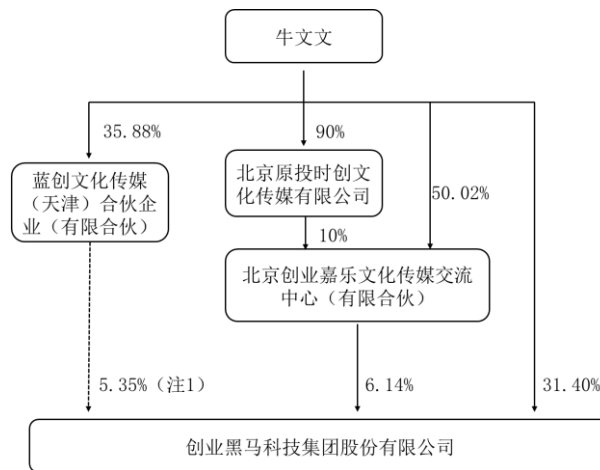 牛文文
35.88%
90%
50.02%
蓝创文化传媒
（天津）合伙企
业（有限合伙）
北京原投时创文
化传媒有限公司
10%
北京创业嘉乐文化传媒交流
中心（有限合伙）
5.35%（注1）
6.14%
31.40%
创业黑马科技集团股份有限公司